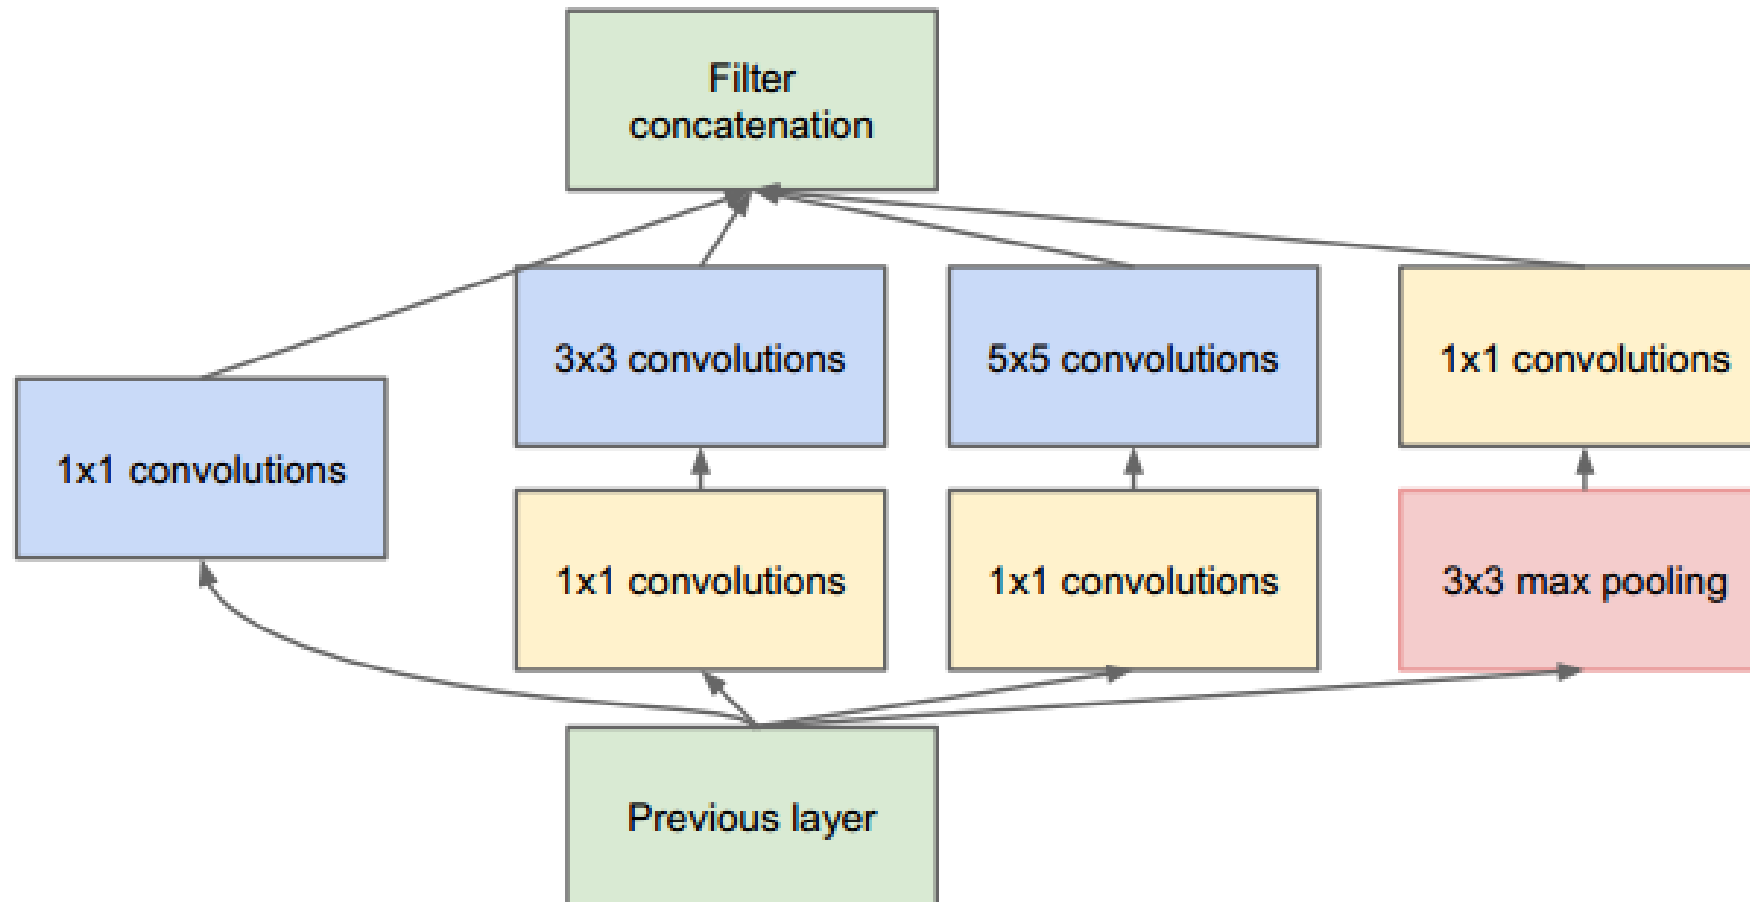 Filter
concatenation
3x3 convolutions
5x5 convolutions
1x1 convolutions
1x1 convolutions
1x1 convolutions
1x1 convolutions
3x3 max pooling
Previous layer